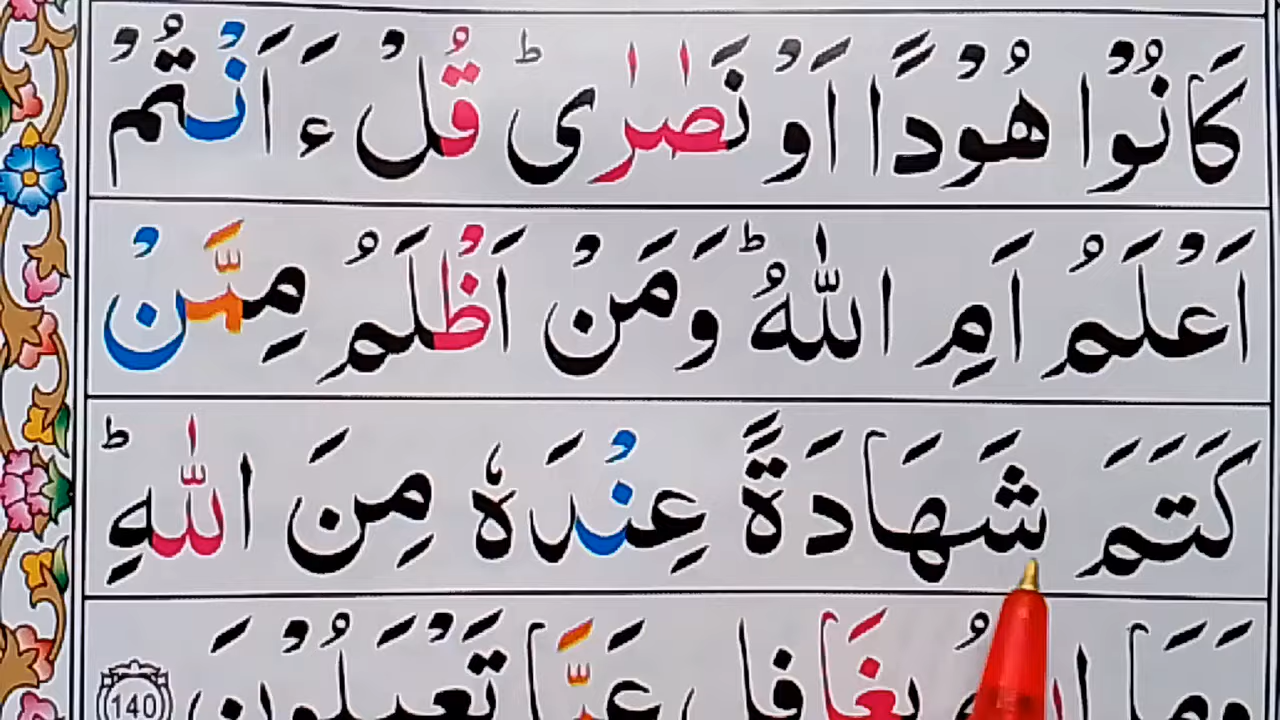 كَانُوْا هُوْدًا اَوْ نَصٰرٰىؕ قُلْ ءَاَنْتُمْ
اَعْلَمُ اَمِ اللّٰهُؕ وَمَنْ اَظْلَمُ مِمَّنْ
كَتَمَ شَهَادَةً عِنْدَهٗ مِنَ اللّٰهِؕ
وَمَا بِغَافِلٍ عَمَّا تَعْمَلُوْنَ 140